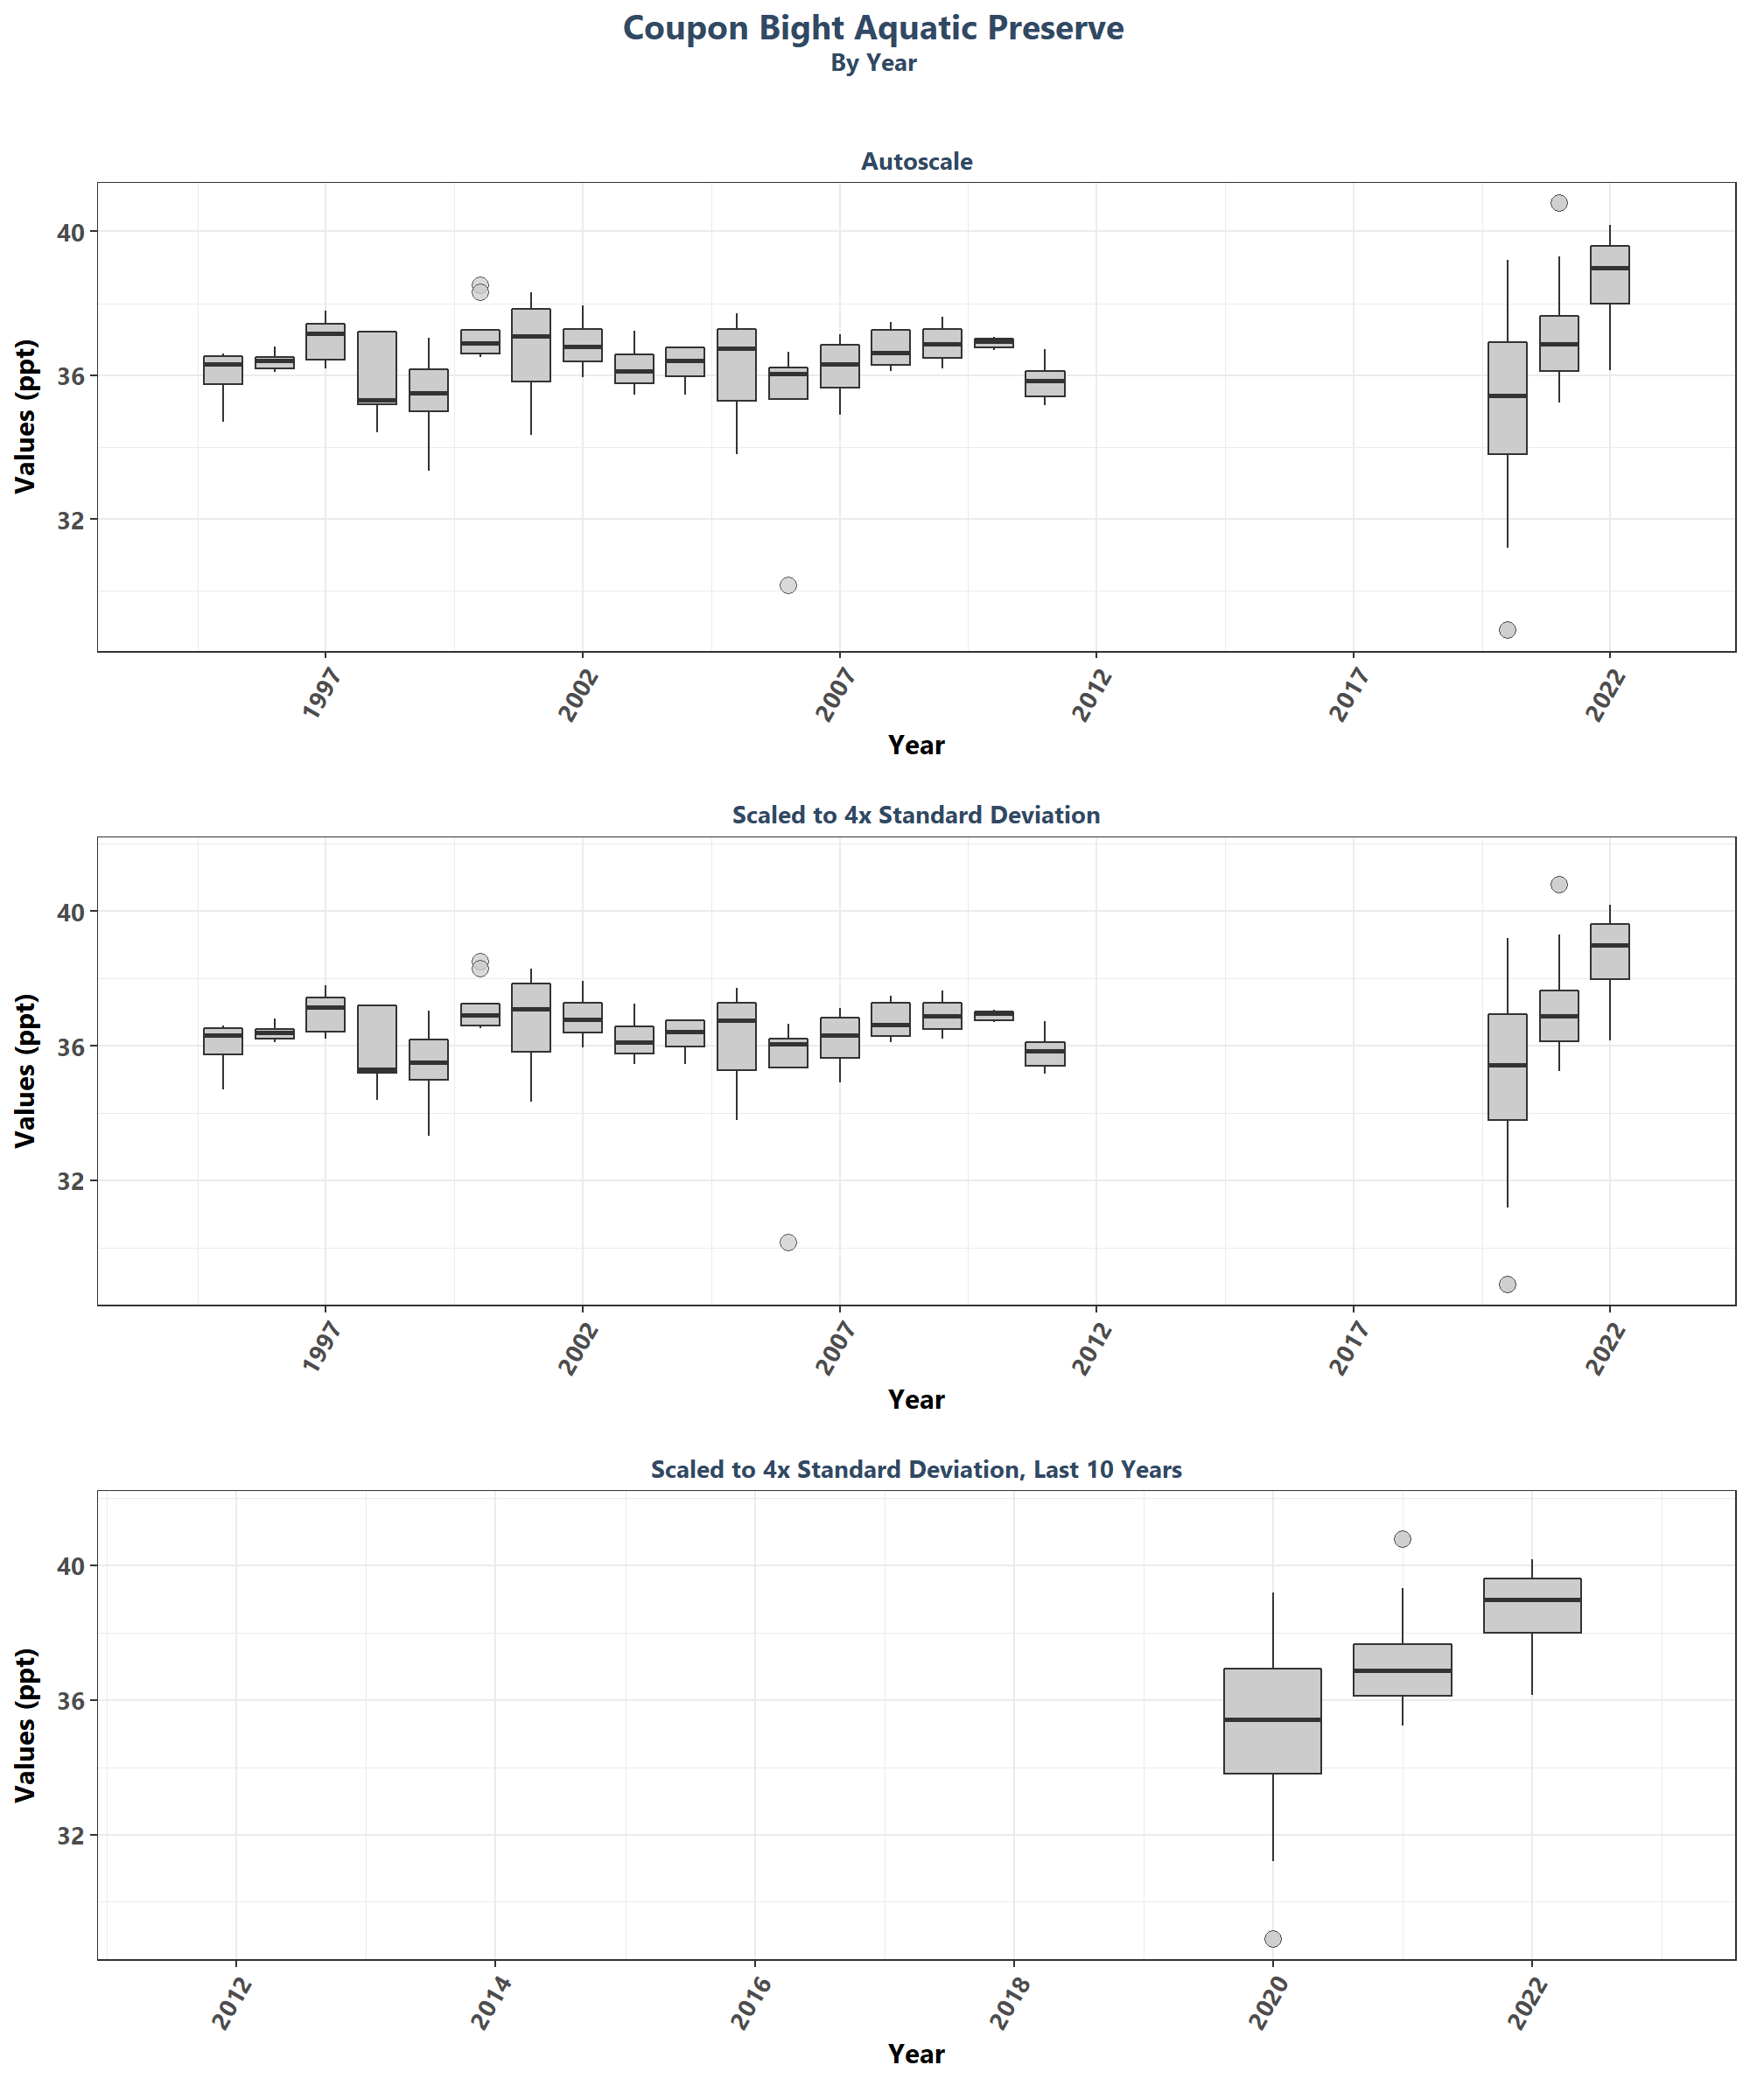 Coupon Bight Aquatic Preserve
By Year
Autoscale
Values (ppt)
40
36
32
1997 2002 2007 2012 2017 2022
Year
Scaled to 4x Standard Deviation
Values (ppt)
40
36
32
1997 2002 2007 2012 2017 2022
Year
Scaled to 4x Standard Deviation, Last 10 Years
Values (ppt)
40
36
32
2012 2014 2016 2018 2020 2022
Year